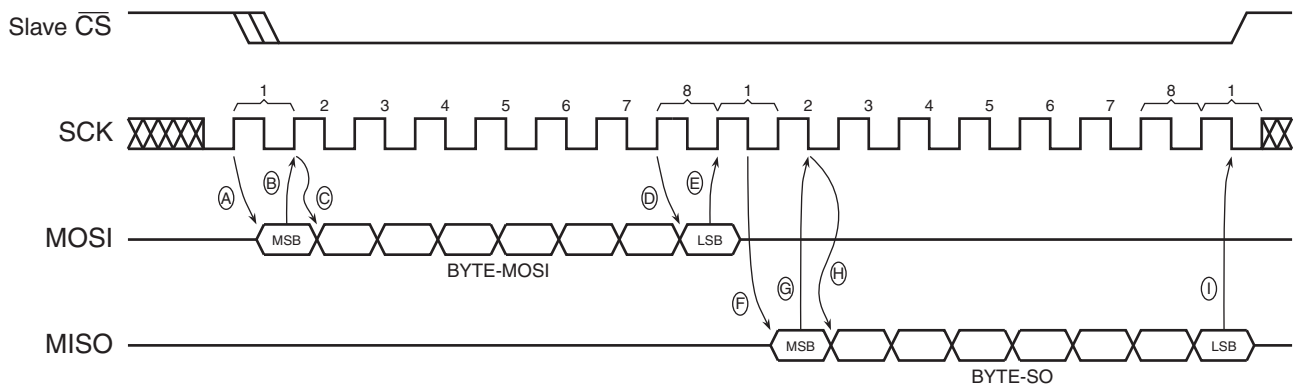 Slave CS
1 2 3 4 5 6 7 8 1 2 3 4 5 6 7 8 1
SCK
A B C D E
MOSI MSB LSB
BYTE-MOSI
F G H I
MISO MSB LSB
BYTE-SO